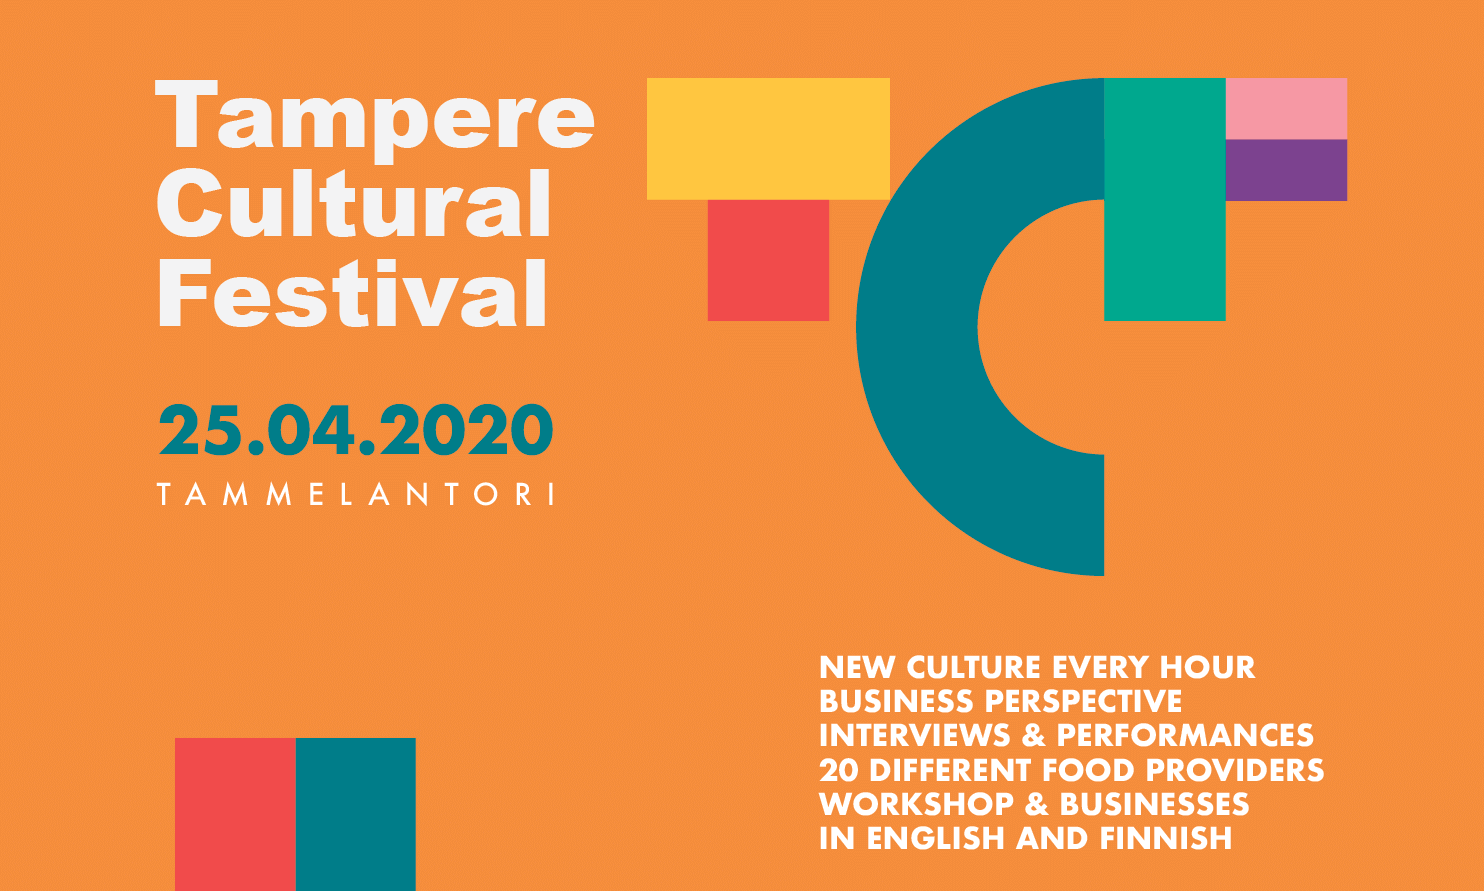 Tampere
Cultural
Festival
25.04.2020
TAMMELANTORI
TCF
NEW CULTURE EVERY HOUR
BUSINESS PERSPECTIVE
INTERVIEWS & PERFORMANCES
20 DIFFERENT FOOD PROVIDERS
WORKSHOP & BUSINESSES
IN ENGLISH AND FINNISH